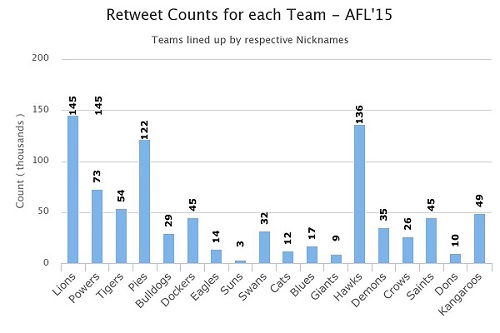 Retweet Counts for each Team - AFL'15
Teams lined up by respective Nicknames
Count ( thousands )
200
150
100
50
0
145
73
145
54
122
29
45
14
3
32
12
17
9
136
35
26
45
10
49
Lions
Powers
Tigers
Pies
Bulldogs
Dockers
Eagles
Suns
Swans
Cats
Blues
Giants
Hawks
Demons
Crows
Saints
Dons
Kangaroos